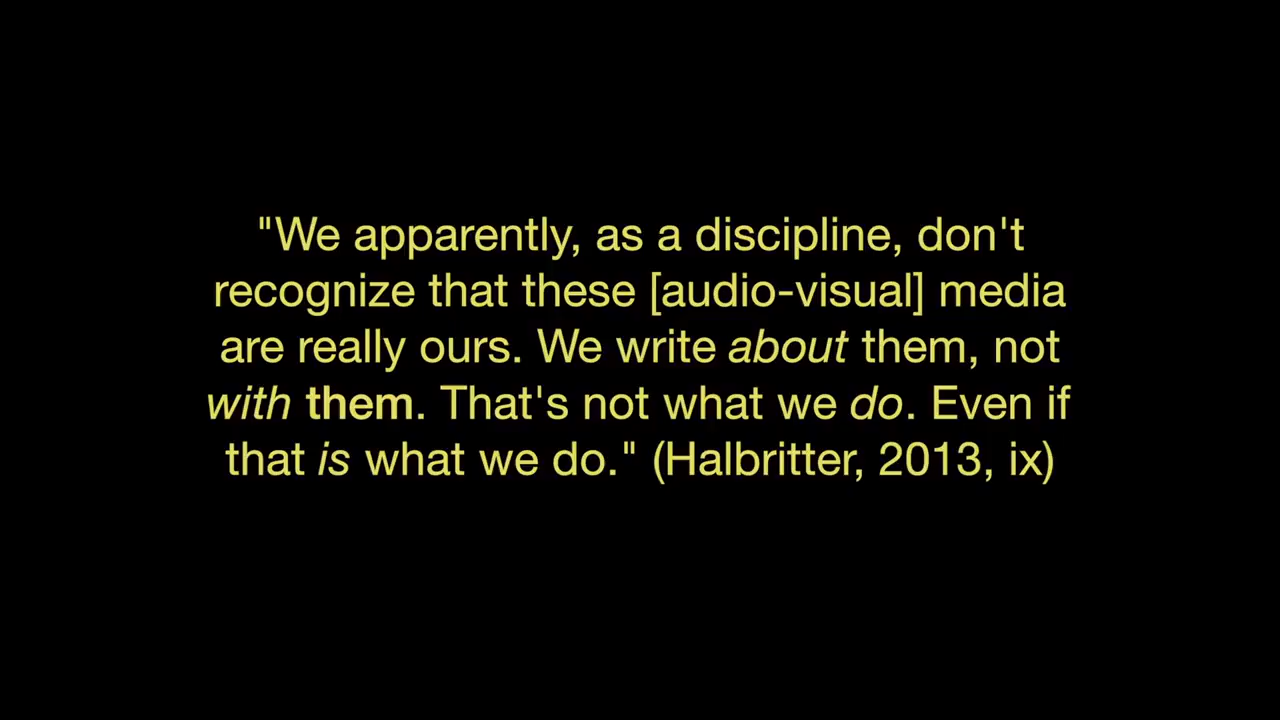 "We apparently, as a discipline, don't
recognize that these [audio-visual] media
are really ours. We write about them, not
with them. That's not what we do. Even if
that is what we do." (Halbritter, 2013, ix)